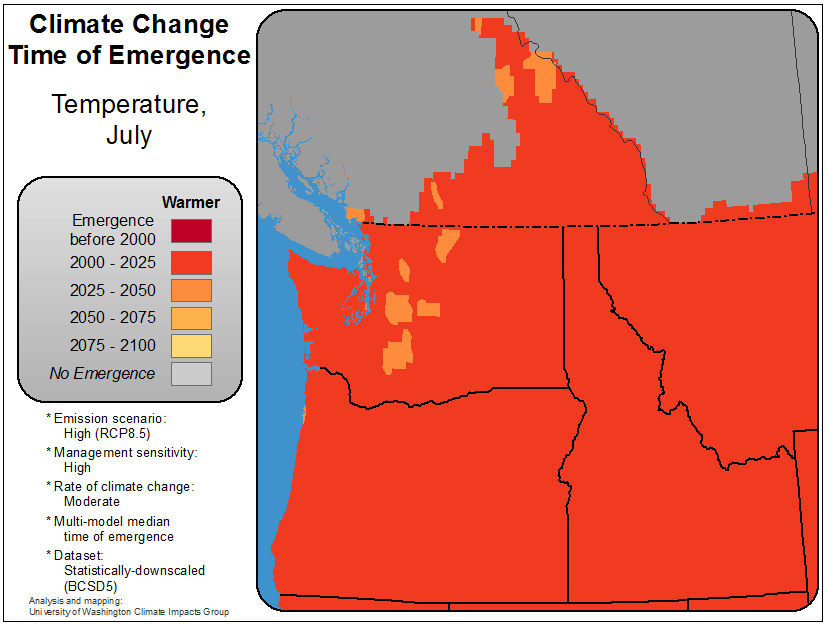 Climate Change
Time of Emergence
Temperature,
July
Warmer
Emergence
before 2000
2000 - 2025
2025 - 2050
2050 - 2075
2075 - 2100
No Emergence
* Emission scenario:
High (RCP8.5)
* Management sensitivity:
High
* Rate of climate change:
Moderate
* Multi-model median
time of emergence
* Dataset:
Statistically-downscaled
(BCSD5)
Analysis and mapping:
University of Washington Climate Impacts Group